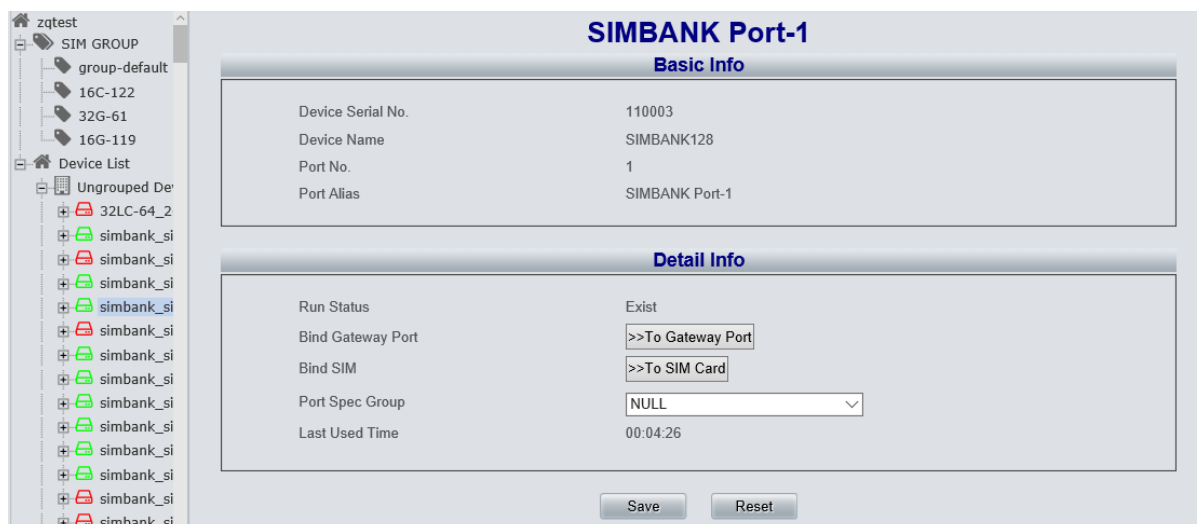 zqtest
SIM GROUP
group-default
16C-122
32G-61
16G-119
Device List
Ungrouped De
32LC-64_2
simbank_si
simbank_si
simbank_si
simbank_si
simbank_si
simbank_si
simbank_si
simbank_si
simbank_si
simbank_si
simbank_si
simbank_si
simbank_si
SIMBANK Port-1
Basic Info
Device Serial No. 110003
Device Name SIMBANK128
Port No. 1
Port Alias SIMBANK Port-1
Detail Info
Run Status Exist
Bind Gateway Port >>To Gateway Port
Bind SIM >>To SIM Card
Port Spec Group NULL
Last Used Time 00:04:26
Save Reset